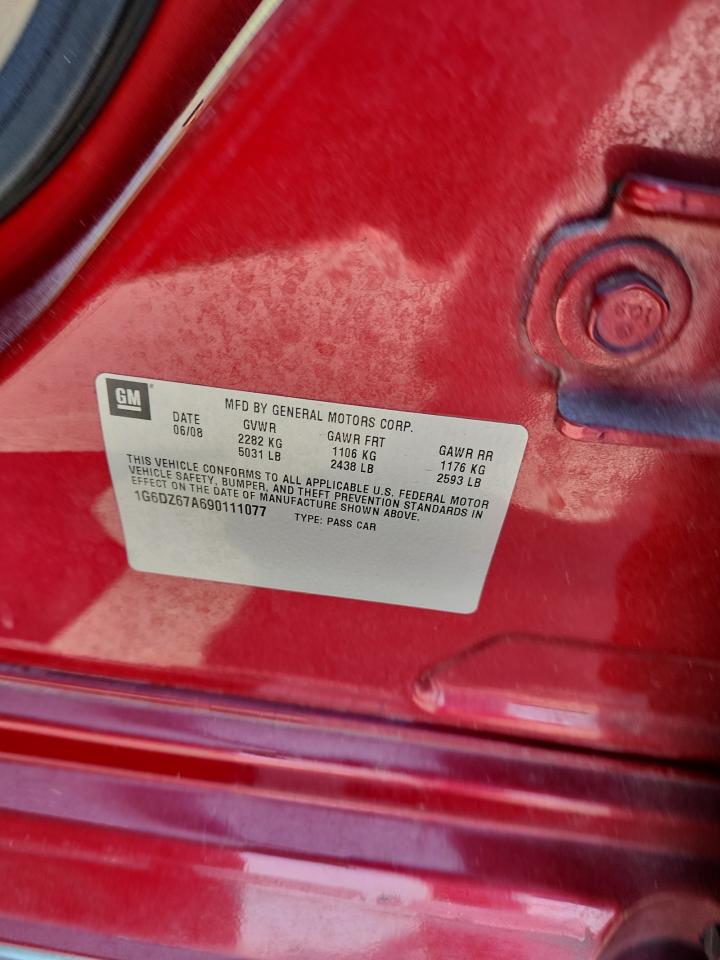 GM
MFD BY GENERAL MOTORS CORP.
DATE GVWR GAWR FRT GAWR RR
06/08 2282 KG 1106 KG 1176 KG
5031 LB 2438 LB 2593 LB
THIS VEHICLE CONFORMS TO ALL APPLICABLE U.S. FEDERAL MOTOR
VEHICLE SAFETY, BUMPER, AND THEFT PREVENTION STANDARDS IN
EFFECT ON THE DATE OF MANUFACTURE SHOWN ABOVE.
1G6DZ67A690111077 TYPE: PASS CAR